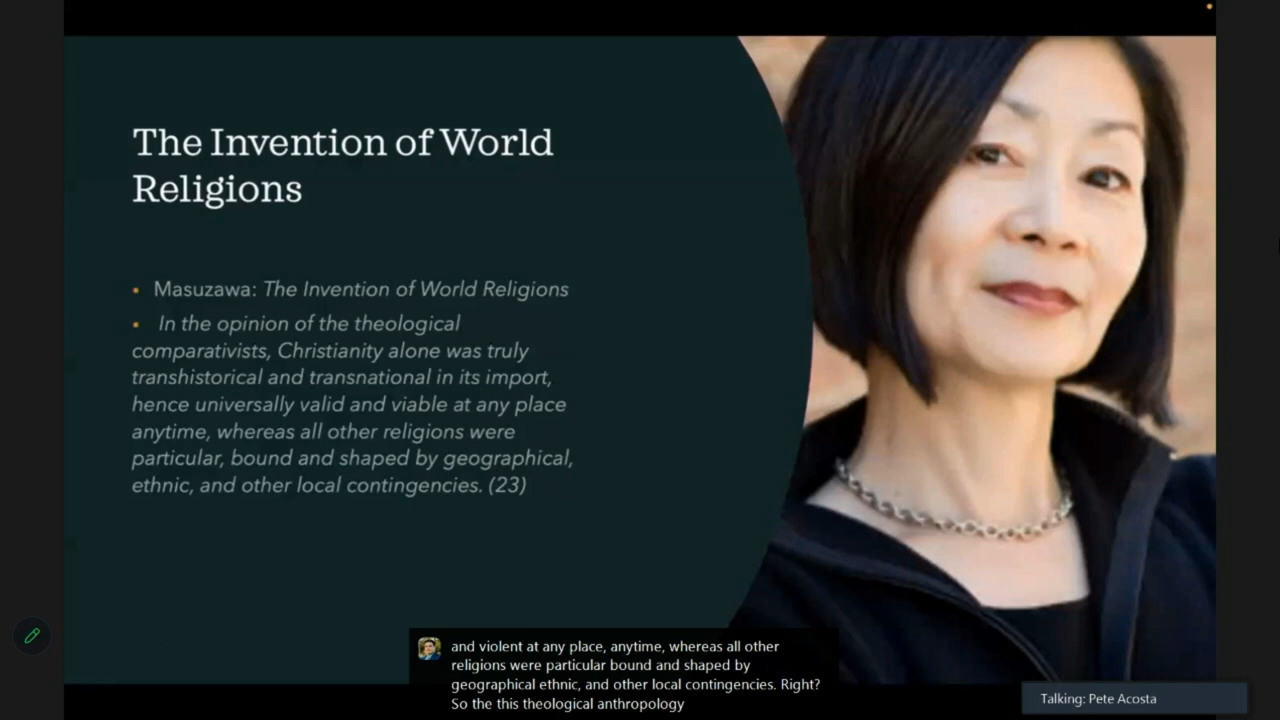 The Invention of World
Religions
▪ Masuzawa: The Invention of World Religions
▪ In the opinion of the theological
comparativists, Christianity alone was truly
transhistorical and transnational in its import,
hence universally valid and viable at any place
anytime, whereas all other religions were
particular, bound and shaped by geographical,
ethnic, and other local contingencies. (23)
and violent at any place, anytime, whereas all other
religions were particular bound and shaped by
geographical ethnic, and other local contingencies. Right?
So the this theological anthropology
Talking: Pete Acosta